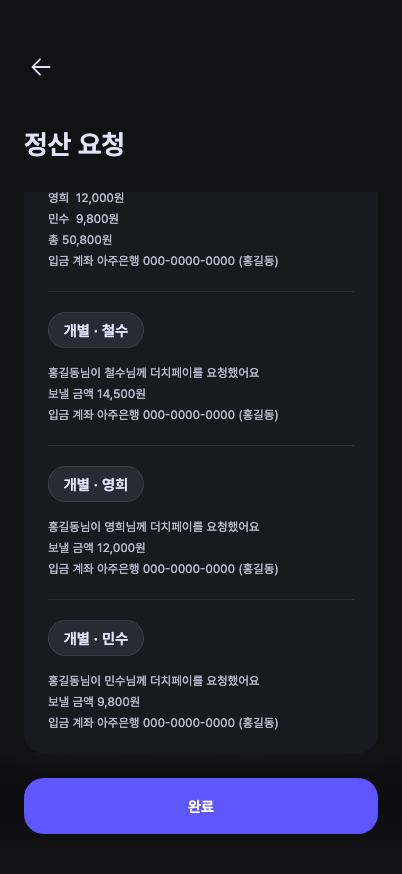 정산 요청
영희 12,000원
민수 9,800원
총 50,800원
입금 계좌 아주은행 000-0000-0000 (홍길동)
개별 · 철수
홍길동님이 철수님께 더치페이를 요청했어요
보낼 금액 14,500원
입금 계좌 아주은행 000-0000-0000 (홍길동)
개별 · 영희
홍길동님이 영희님께 더치페이를 요청했어요
보낼 금액 12,000원
입금 계좌 아주은행 000-0000-0000 (홍길동)
개별 · 민수
홍길동님이 민수님께 더치페이를 요청했어요
보낼 금액 9,800원
입금 계좌 아주은행 000-0000-0000 (홍길동)
완료